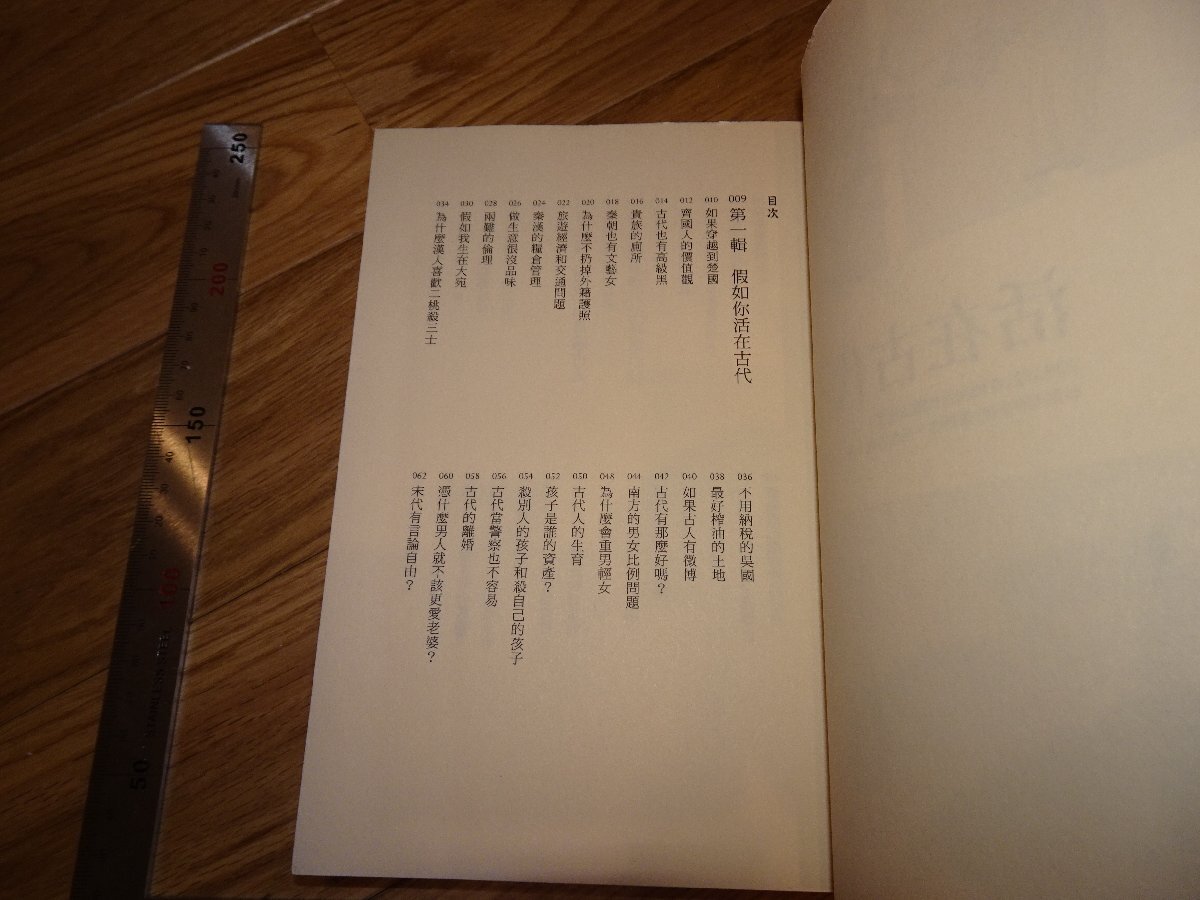 目次
009 第一輯 假如你活在古代
010 如果穿越到楚國
012 齊國人的價值觀
014 古代也有高級黑
016 貴族的廁所
018 秦朝也有文藝女
020 為什麼不扔掉外籍護照
022 旅遊經濟和交通問題
024 秦漢的糧倉管理
026 做生意很沒品味
028 兩難的倫理
030 假如我生在大宛
034 為什麼漢人喜歡二桃殺三士
036 不用納稅的吳國
038 最好榨油的土地
040 如果古人有微博
042 古代有那麼好嗎？
044 南方的男女比例問題
048 為什麼會重男輕女
050 古代人的生育
052 孩子是誰的資產？
054 殺別人的孩子和殺自己的孩子
056 古代當警察也不容易
058 古代的離婚
060 憑什麼男人就不該更愛老婆？
062 宋代有言論自由？
250
200
150
100
50